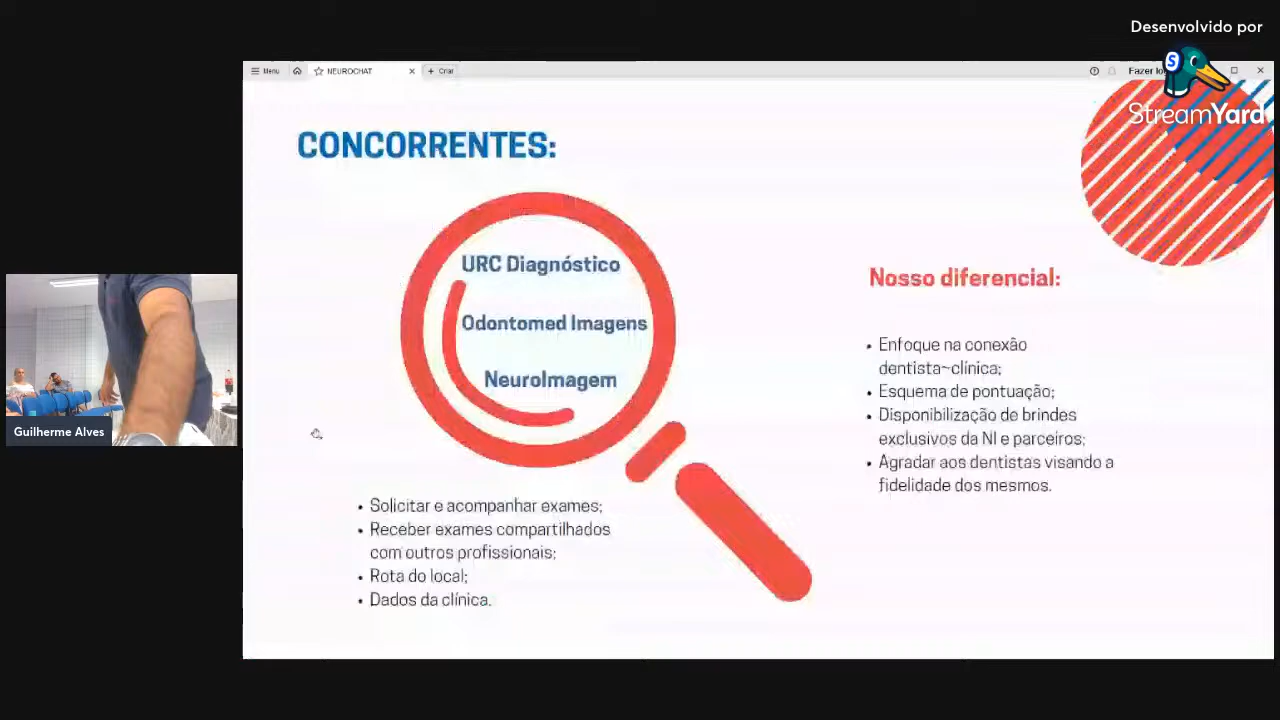 Desenvolvido por
StreamYard
Menu
NEUROCHAT
+ Criar
CONCORRENTES:
URC Diagnóstico
Odontomed Imagens
NeuroImagem
• Solicitar e acompanhar exames;
• Receber exames compartilhados
com outros profissionais;
• Rota do local;
• Dados da clínica.
Nosso diferencial:
• Enfoque na conexão
dentista~clínica;
• Esquema de pontuação;
• Disponibilização de brindes
exclusivos da NI e parceiros;
• Agradar aos dentistas visando a
fidelidade dos mesmos.
Guilherme Alves